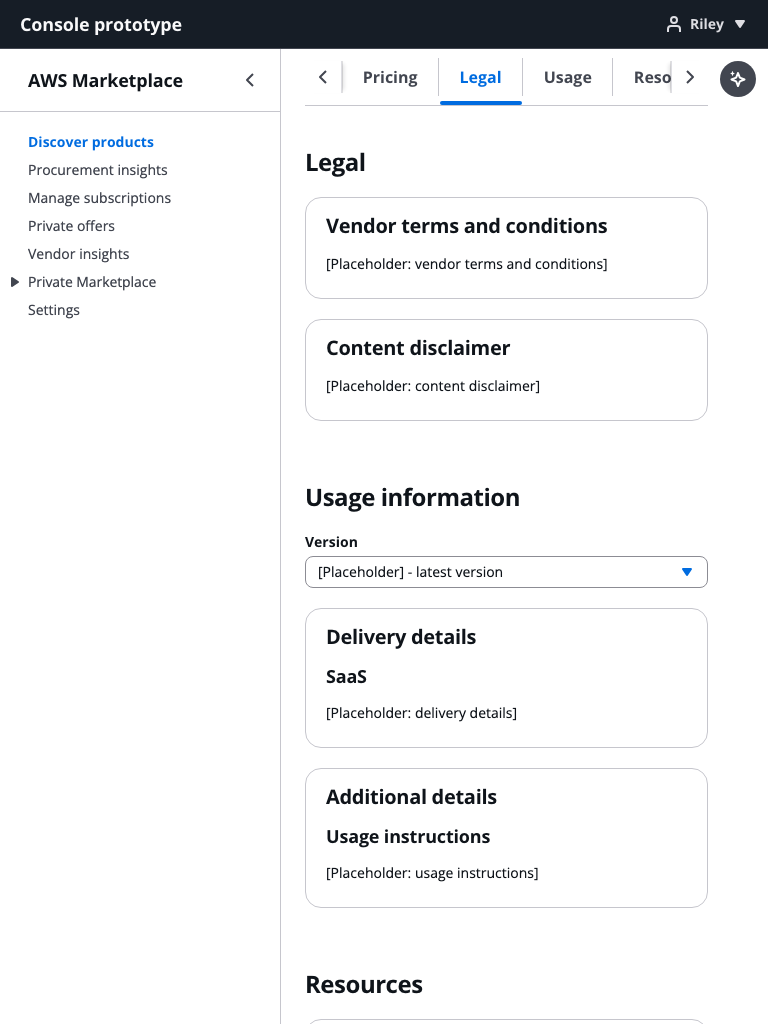 Console prototype
Riley
AWS Marketplace
Discover products
Procurement insights
Manage subscriptions
Private offers
Vendor insights
Private Marketplace
Settings
Pricing
Legal
Usage
Reso
Legal
Vendor terms and conditions
[Placeholder: vendor terms and conditions]
Content disclaimer
[Placeholder: content disclaimer]
Usage information
Version
[Placeholder] - latest version
Delivery details
SaaS
[Placeholder: delivery details]
Additional details
Usage instructions
[Placeholder: usage instructions]
Resources